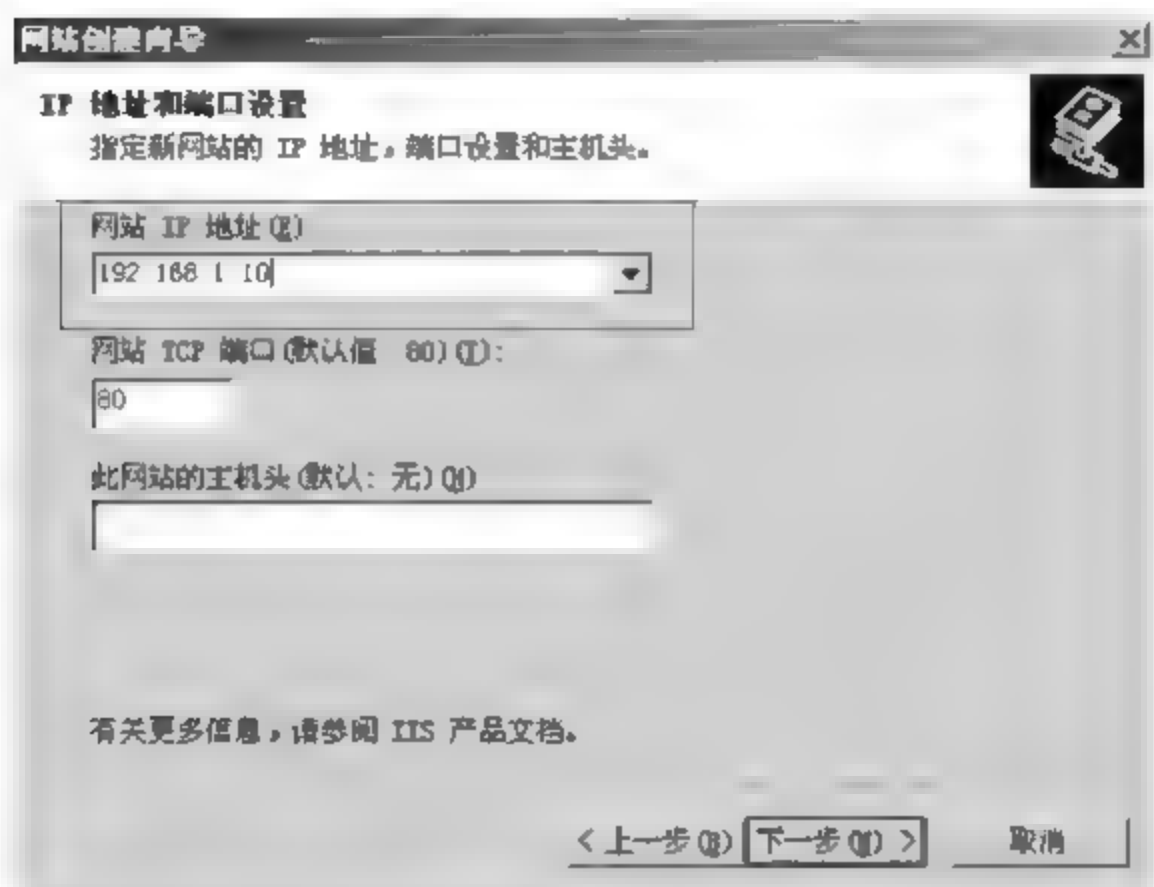 网站创建向导
IP 地址和端口设置
指定新网站的 IP 地址，端口设置和主机头。
网站 IP 地址(E)
192 168 1 10
网站 TCP 端口(默认值 80)(T):
80
此网站的主机头(默认: 无)(H)
有关更多信息，请参阅 IIS 产品文档。
< 上一步(B) 下一步(N) > 取消